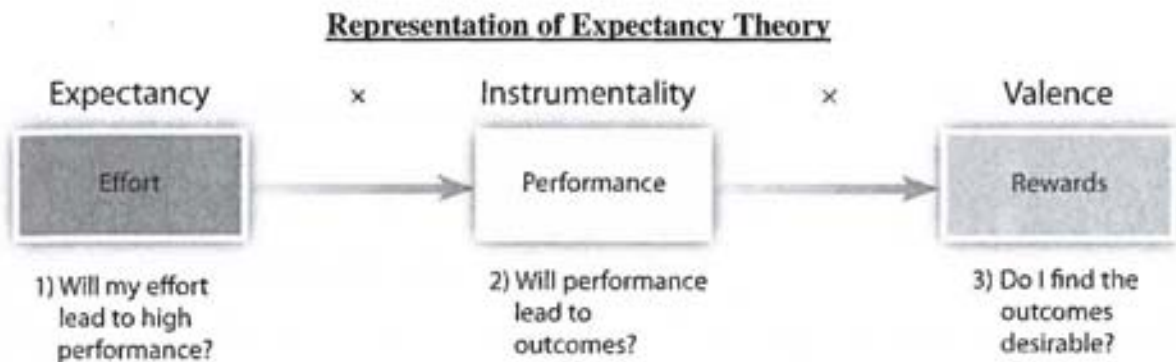 Representation of Expectancy Theory
Expectancy × Instrumentality × Valence
Effort Performance Rewards
1) Will my effort
lead to high
performance?
2) Will performance
lead to
outcomes?
3) Do I find the
outcomes
desirable?